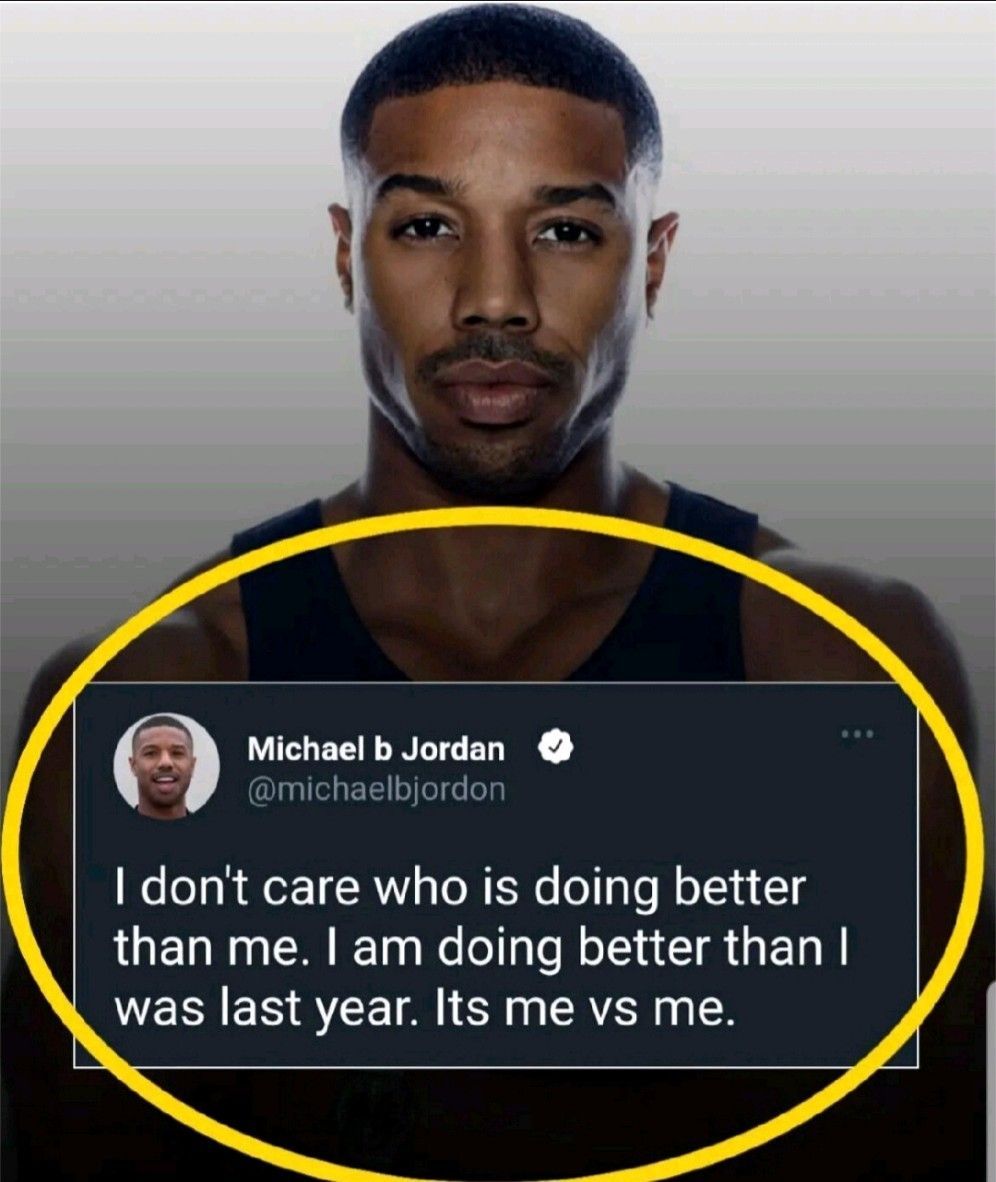 Michael b Jordan
@michaelbjordon
I don't care who is doing better
than me. I am doing better than I
was last year. Its me vs me.